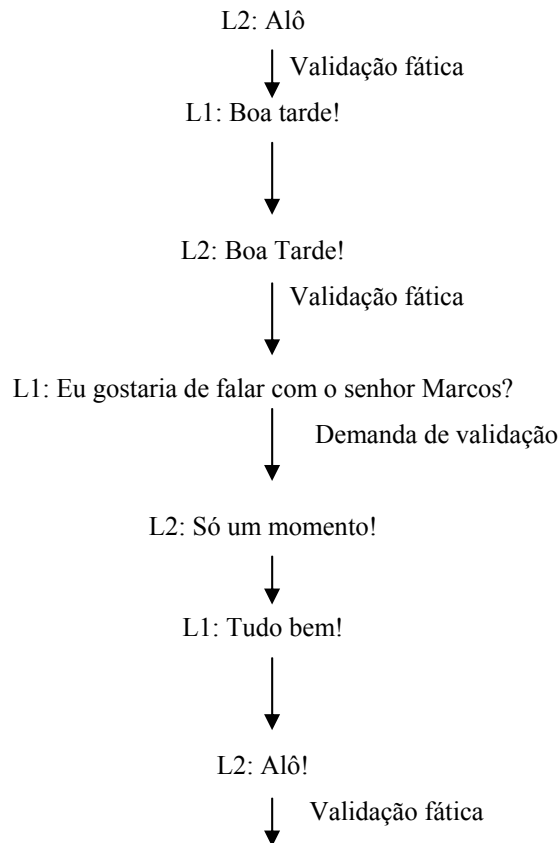 L2: Alô
Validação fática
L1: Boa tarde!
L2: Boa Tarde!
Validação fática
L1: Eu gostaria de falar com o senhor Marcos?
Demanda de validação
L2: Só um momento!
L1: Tudo bem!
L2: Alô!
Validação fática